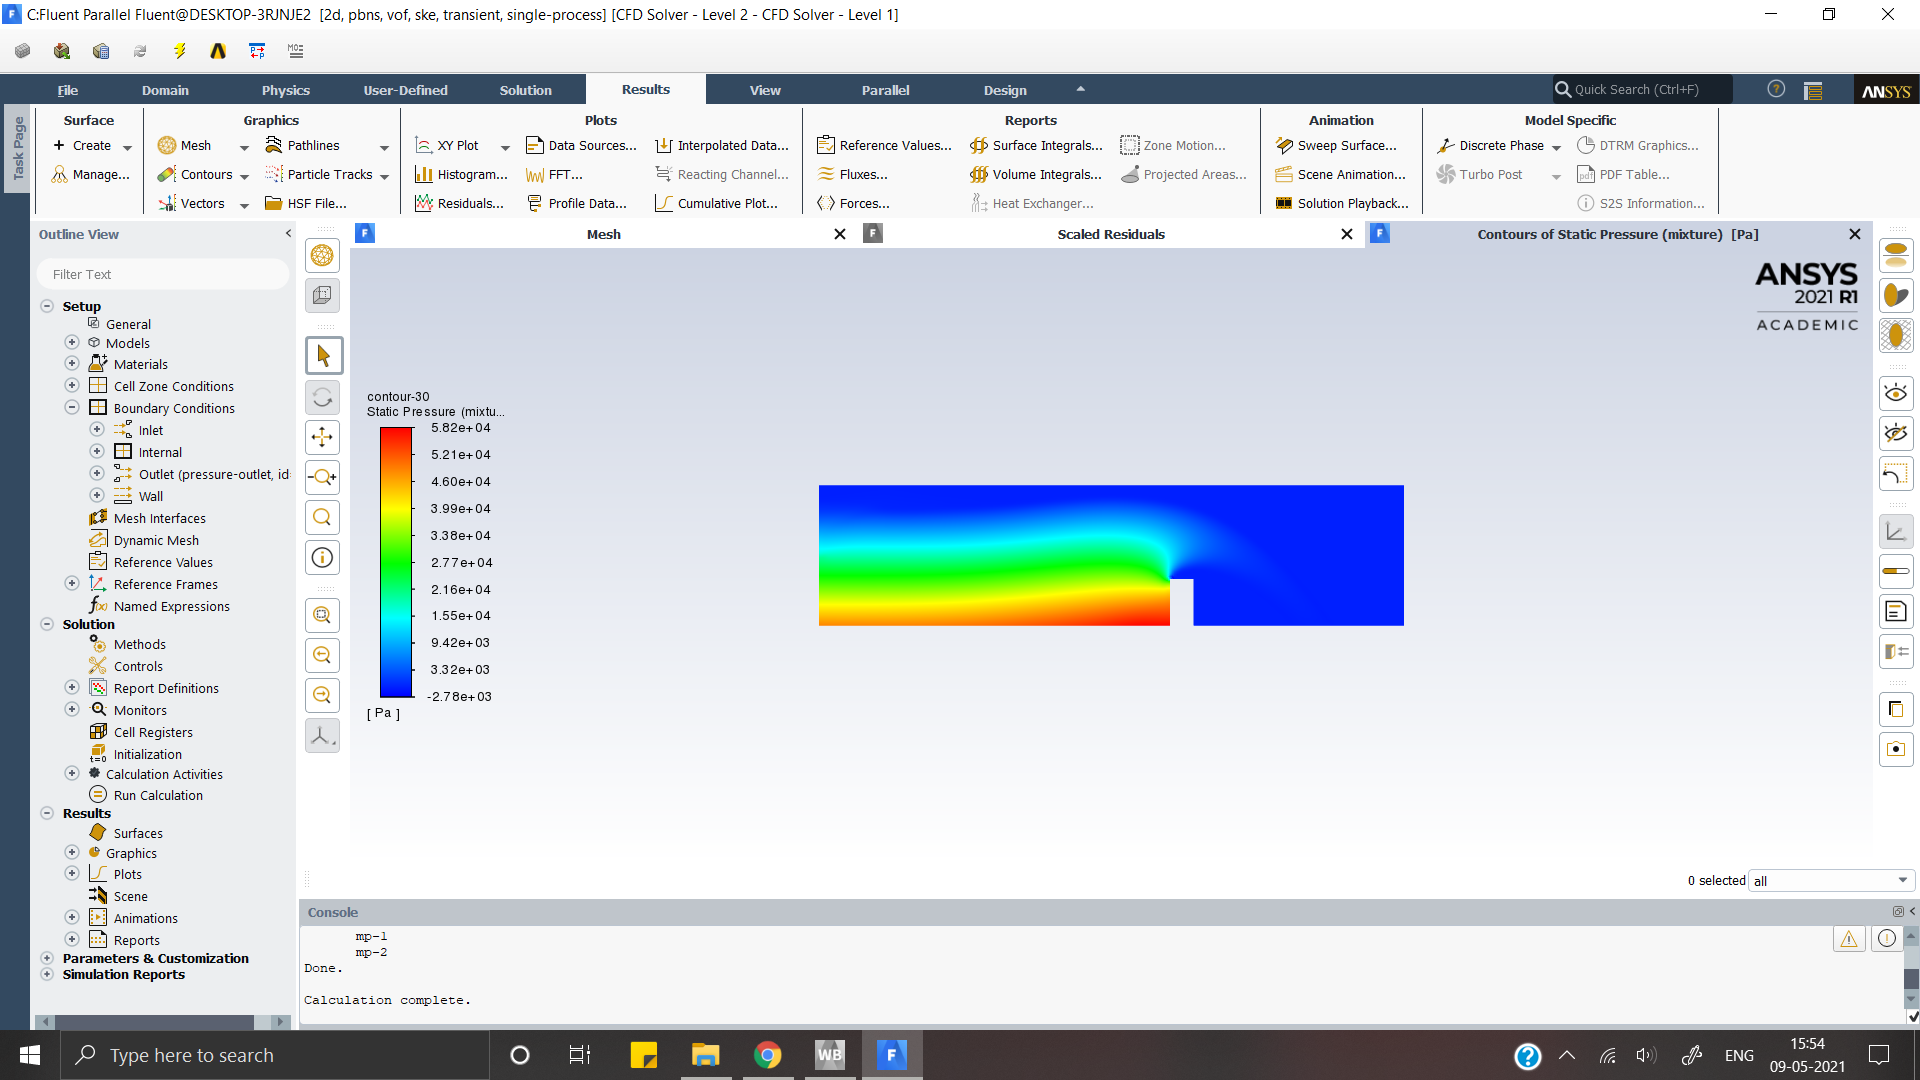 C:Fluent Parallel Fluent@DESKTOP-3RJNJE2 [2d, pbns, vof, ske, transient, single-process] [CFD Solver - Level 2 - CFD Solver - Level 1]
File Domain Physics User-Defined Solution Results View Parallel Design Quick Search (Ctrl+F) ANSYS
Task Page
Surface
Create
Manage...
Graphics
Mesh Pathlines
Contours Particle Tracks
Vectors HSF File...
Plots
XY Plot Data Sources... Interpolated Data...
Histogram... FFT... Reacting Channel...
Residuals... Profile Data... Cumulative Plot...
Reports
Reference Values... Surface Integrals... Zone Motion...
Fluxes... Volume Integrals... Projected Areas...
Forces... Heat Exchanger...
Animation
Sweep Surface...
Scene Animation...
Solution Playback...
Model Specific
Discrete Phase DTRM Graphics...
Turbo Post PDF Table...
S2S Information...
Outline View
Filter Text
Setup
General
Models
Materials
Cell Zone Conditions
Boundary Conditions
Inlet
Internal
Outlet (pressure-outlet, id
Wall
Mesh Interfaces
Dynamic Mesh
Reference Values
Reference Frames
Named Expressions
Solution
Methods
Controls
Report Definitions
Monitors
Cell Registers
Initialization
Calculation Activities
Run Calculation
Results
Surfaces
Graphics
Plots
Scene
Animations
Reports
Parameters & Customization
Simulation Reports
Mesh
Scaled Residuals
Contours of Static Pressure (mixture) [Pa]
ANSYS
2021 R1
ACADEMIC
contour-30
Static Pressure (mixtu...
5.82e+04
5.21e+04
4.60e+04
3.99e+04
3.38e+04
2.77e+04
2.16e+04
1.55e+04
9.42e+03
3.32e+03
-2.78e+03
[ Pa ]
0 selected all
Console
mp-1
mp-2
Done.
Calculation complete.
Type here to search
WB
F
ENG
15:54
09-05-2021